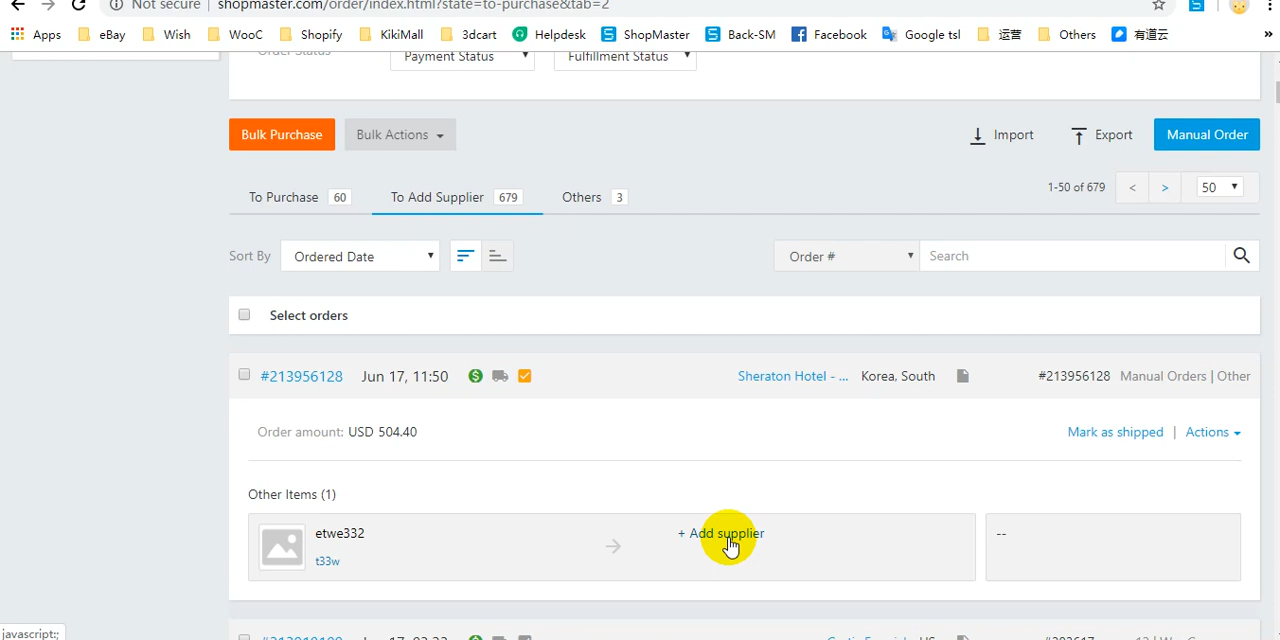 Not secure | shopmaster.com/order/index.html?state=to-purchase&tab=2
Apps eBay Wish WooC Shopify KikiMall 3dcart Helpdesk ShopMaster Back-SM Facebook Google tsl 运营 Others 有道云 »
Order Status Payment Status Fulfillment Status
Bulk Purchase Bulk Actions Import Export Manual Order
To Purchase 60 To Add Supplier 679 Others 3 1-50 of 679 < > 50
Sort By Ordered Date Order # Search
Select orders
#213956128 Jun 17, 11:50 Sheraton Hotel - ... Korea, South #213956128 Manual Orders | Other
Order amount: USD 504.40 Mark as shipped | Actions
Other Items (1)
etwe332 + Add supplier --
t33w
javascript:;